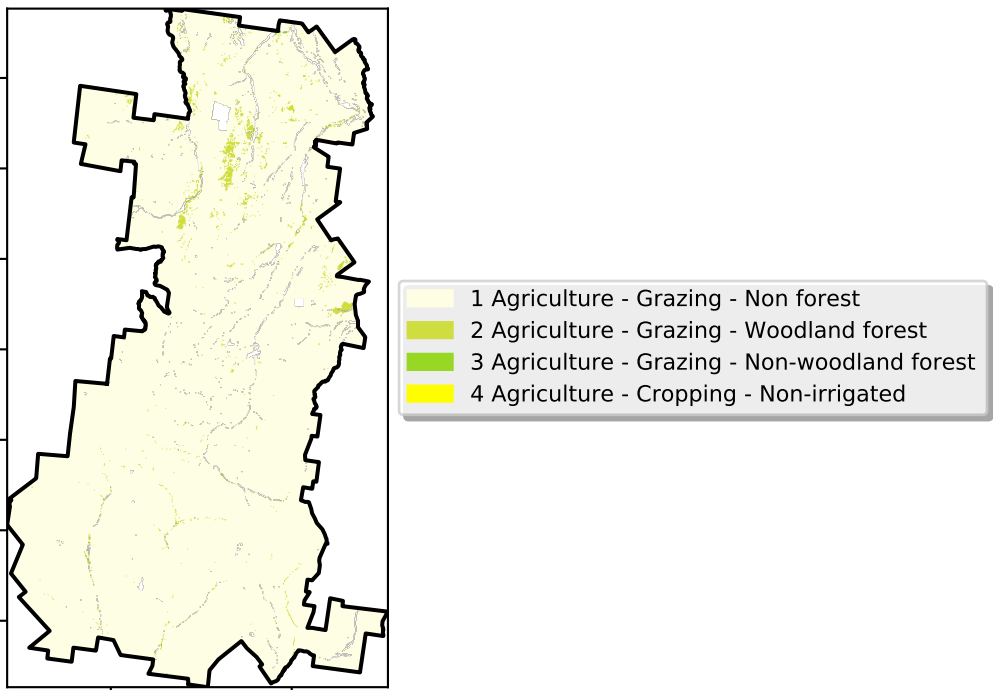 1 Agriculture - Grazing - Non forest
2 Agriculture - Grazing - Woodland forest
3 Agriculture - Grazing - Non-woodland forest
4 Agriculture - Cropping - Non-irrigated